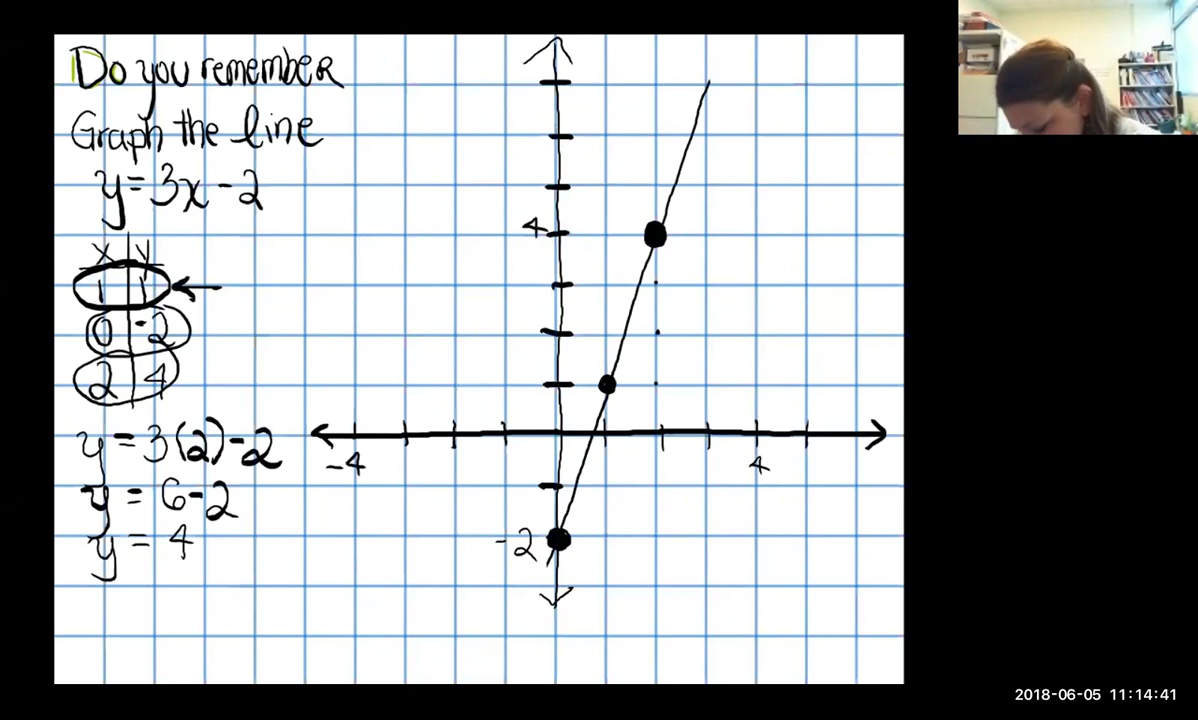 Do you remember
Graph the line
y = 3x - 2
x | y
1 | 1
0 | -2
2 | 4
y = 3(2) - 2
y = 6 - 2
y = 4
4
-4
4
-2
2018-06-05 11:14:41